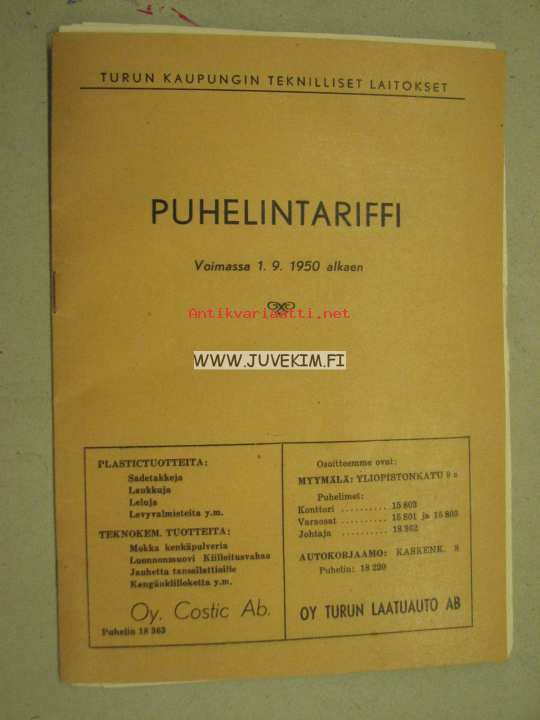 TURUN KAUPUNGIN TEKNILLISET LAITOKSET
PUHELINTARIFFI
Voimassa 1. 9. 1950 alkaen
Antikvariaatti.net
WWW.JUVEKIM.FI
PLASTICTUOTTEITA:
Sadetakkeja
Laukkuja
Leluja
Levyvalmisteita y.m.
TEKNOKEM. TUOTTEITA:
Mokka kenkäpulveria
Luonnonmuovi Kiilloitusvahaa
Jauhetta tanssilattioille
Kengänkiilloketta y.m.
Oy. Costic Ab.
Puhelin 18 363
Osoitteemme ovat:
MYYMÄLÄ: YLIOPISTONKATU 9 a
Puhelimet:
Konttori .......... 15 803
Varaosat .......... 15 801 ja 15 803
Johtaja .......... 18 362
AUTOKORJAAMO: KASKENK. 8
Puhelin: 18 220
OY TURUN LAATUAUTO AB